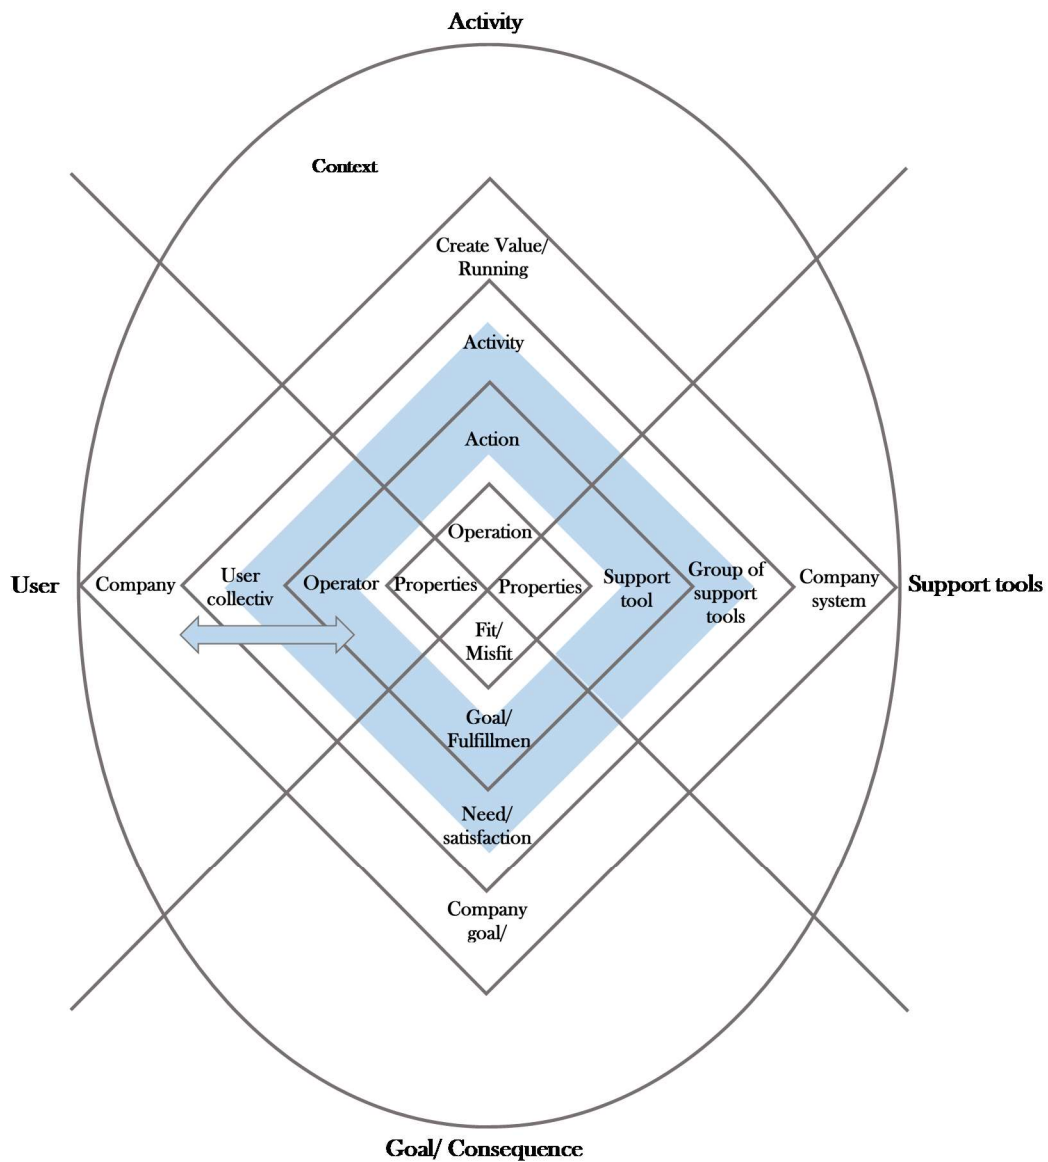 Activity
Context
Create Value/
Running
Activity
Action
Operation
User
Company
User
collectiv
Operator
Properties
Properties
Support
tool
Group of
support
tools
Company
system
Support tools
Fit/
Misfit
Goal/
Fulfillmen
Need/
satisfaction
Company
goal/
Goal/ Consequence